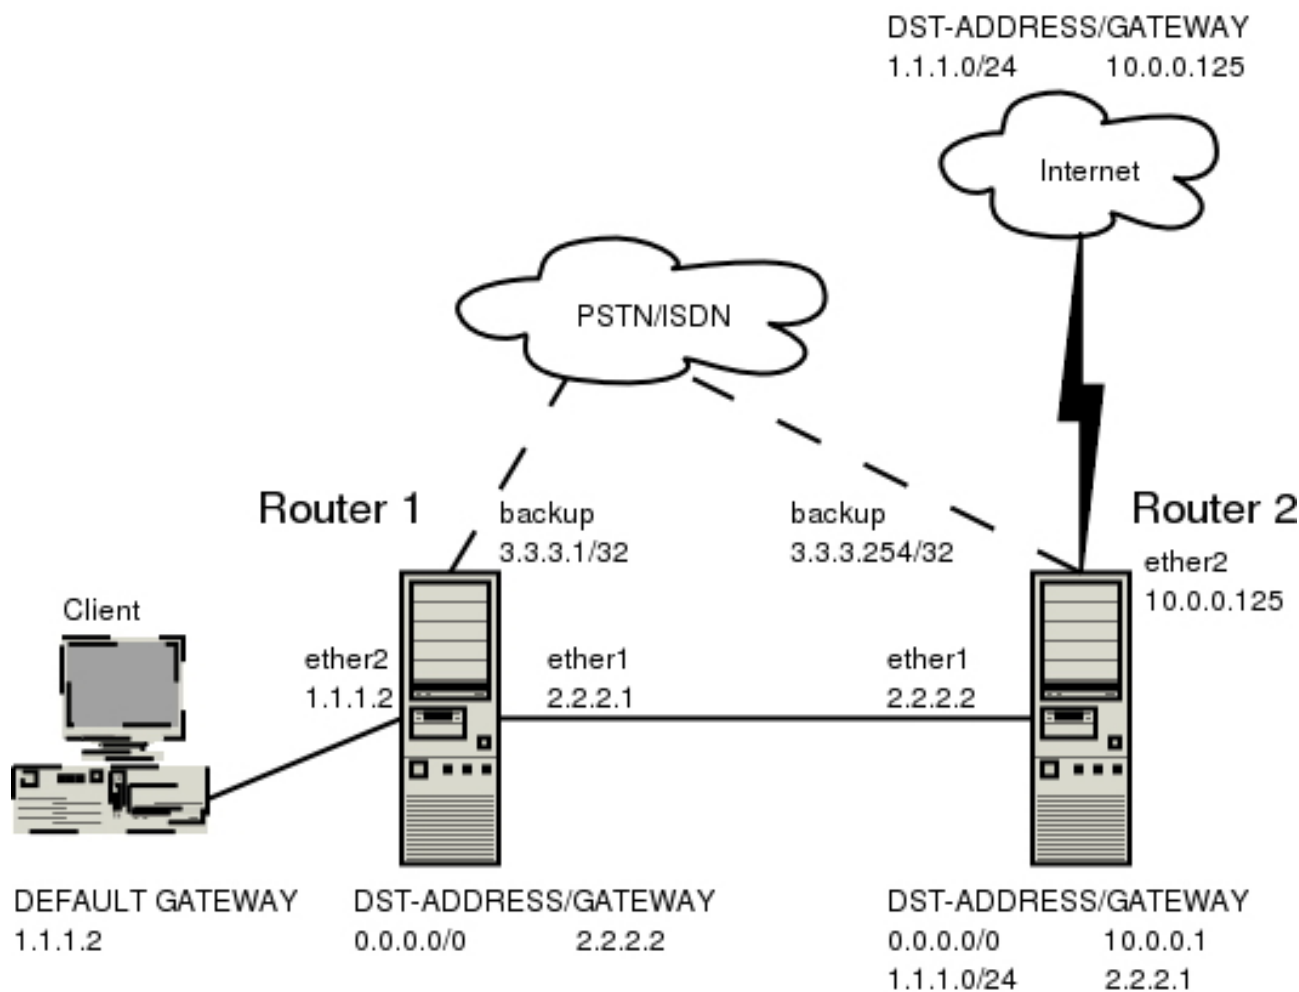 DST-ADDRESS/GATEWAY
1.1.1.0/24 10.0.0.125
Internet
PSTN/ISDN
Router 1
backup
3.3.3.1/32
backup
3.3.3.254/32
Router 2
ether2
10.0.0.125
Client
ether2
1.1.1.2
ether1
2.2.2.1
ether1
2.2.2.2
DEFAULT GATEWAY
1.1.1.2
DST-ADDRESS/GATEWAY
0.0.0.0/0 2.2.2.2
DST-ADDRESS/GATEWAY
0.0.0.0/0 10.0.0.1
1.1.1.0/24 2.2.2.1